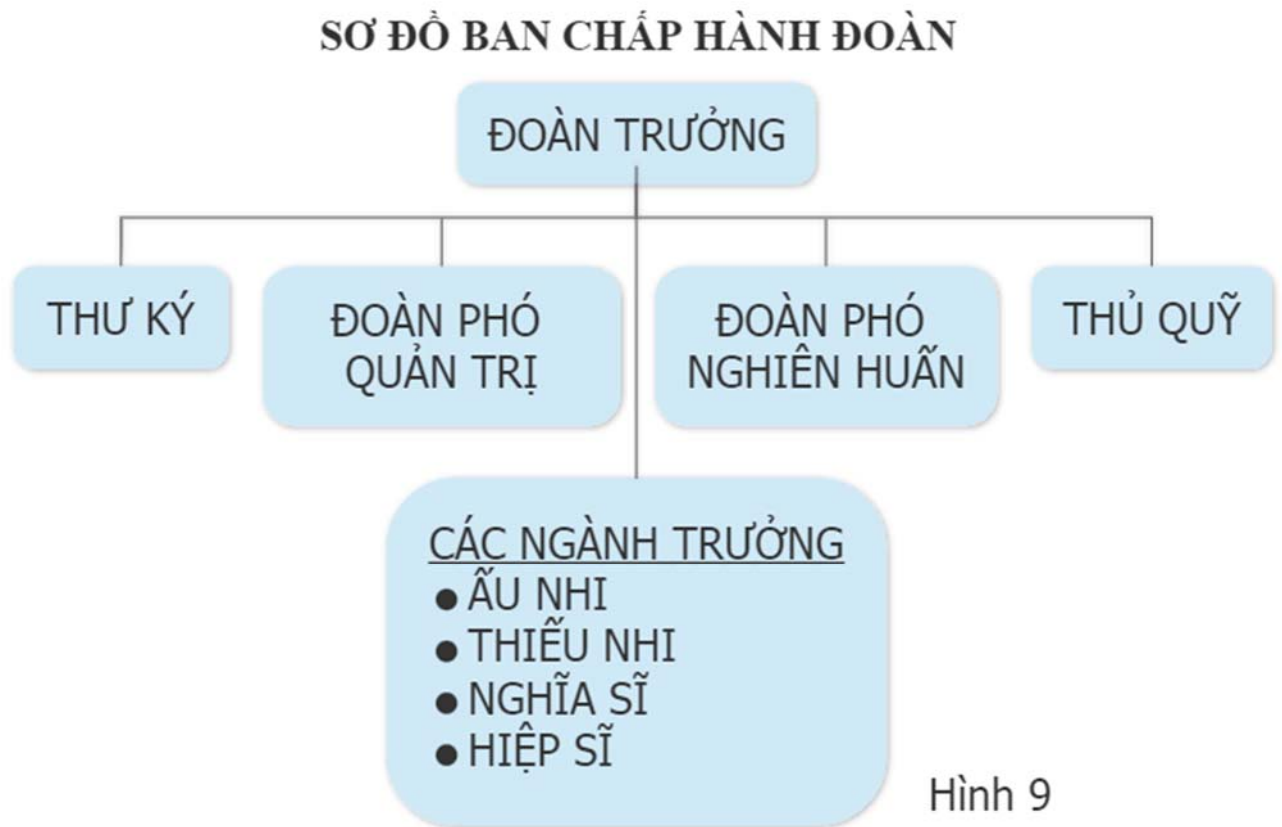 SƠ ĐỒ BAN CHẤP HÀNH ĐOÀN
ĐOÀN TRƯỞNG
THƯ KÝ
ĐOÀN PHÓ
QUẢN TRỊ
ĐOÀN PHÓ
NGHIÊN HUẤN
THỦ QUỸ
CÁC NGÀNH TRƯỞNG
● ẤU NHI
● THIẾU NHI
● NGHĨA SĨ
● HIỆP SĨ
Hình 9